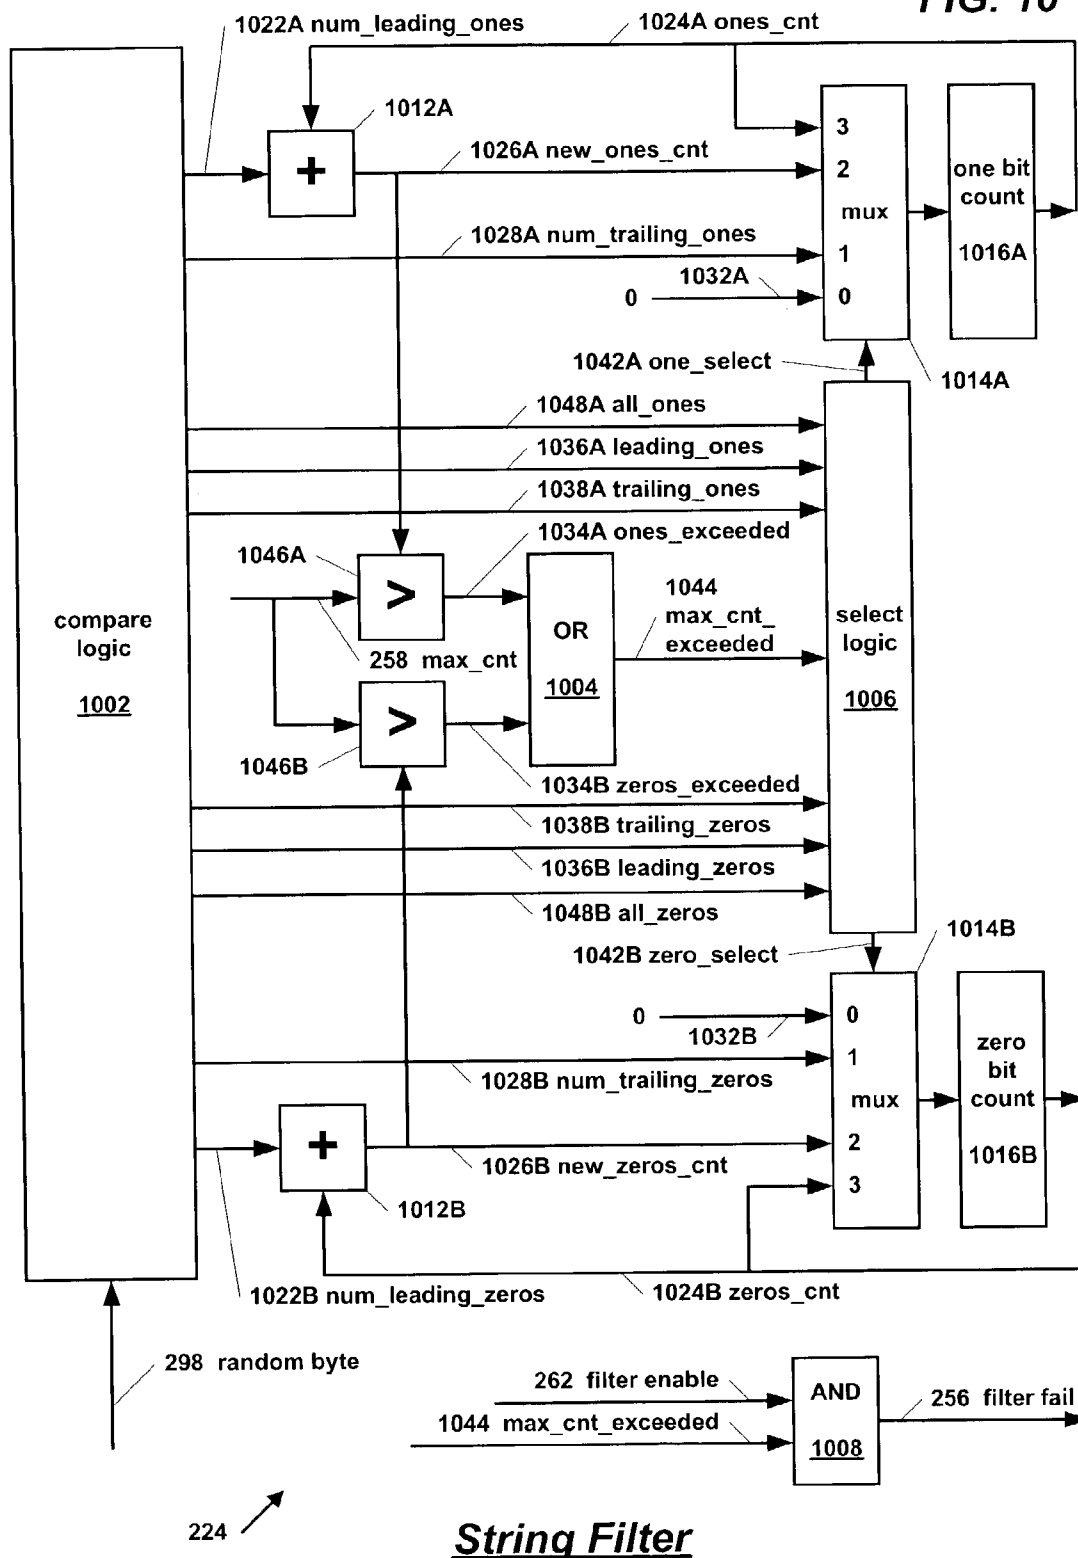 FIG. 10
1022A num_leading_ones
1024A ones_cnt
1012A
+
1026A new_ones_cnt
1028A num_trailing_ones
0
1032A
3
2
mux
1
0
one bit
count
1016A
1042A one_select
1014A
1048A all_ones
1036A leading_ones
1038A trailing_ones
1034A ones_exceeded
1046A
>
258 max_cnt
>
1046B
OR
1004
1044
max_cnt_
exceeded
compare
logic
1002
select
logic
1006
1034B zeros_exceeded
1038B trailing_zeros
1036B leading_zeros
1048B all_zeros
1042B zero_select
1014B
0
1032B
0
1
mux
2
3
zero
bit
count
1016B
1028B num_trailing_zeros
+
1026B new_zeros_cnt
1012B
1022B num_leading_zeros
1024B zeros_cnt
298 random byte
262 filter enable
1044 max_cnt_exceeded
AND
1008
256 filter fail
224
String Filter